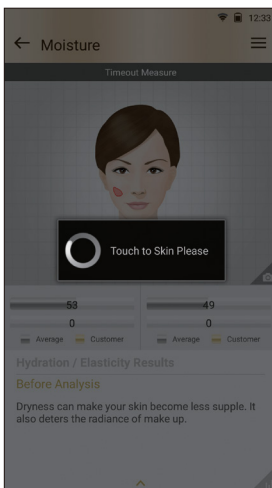 12:33
Moisture
Timeout Measure
Touch to Skin Please
53
49
0
0
Average Customer
Average Customer
Hydration / Elasticity Results
Before Analysis
Dryness can make your skin become less supple. It
also deters the radiance of make up.